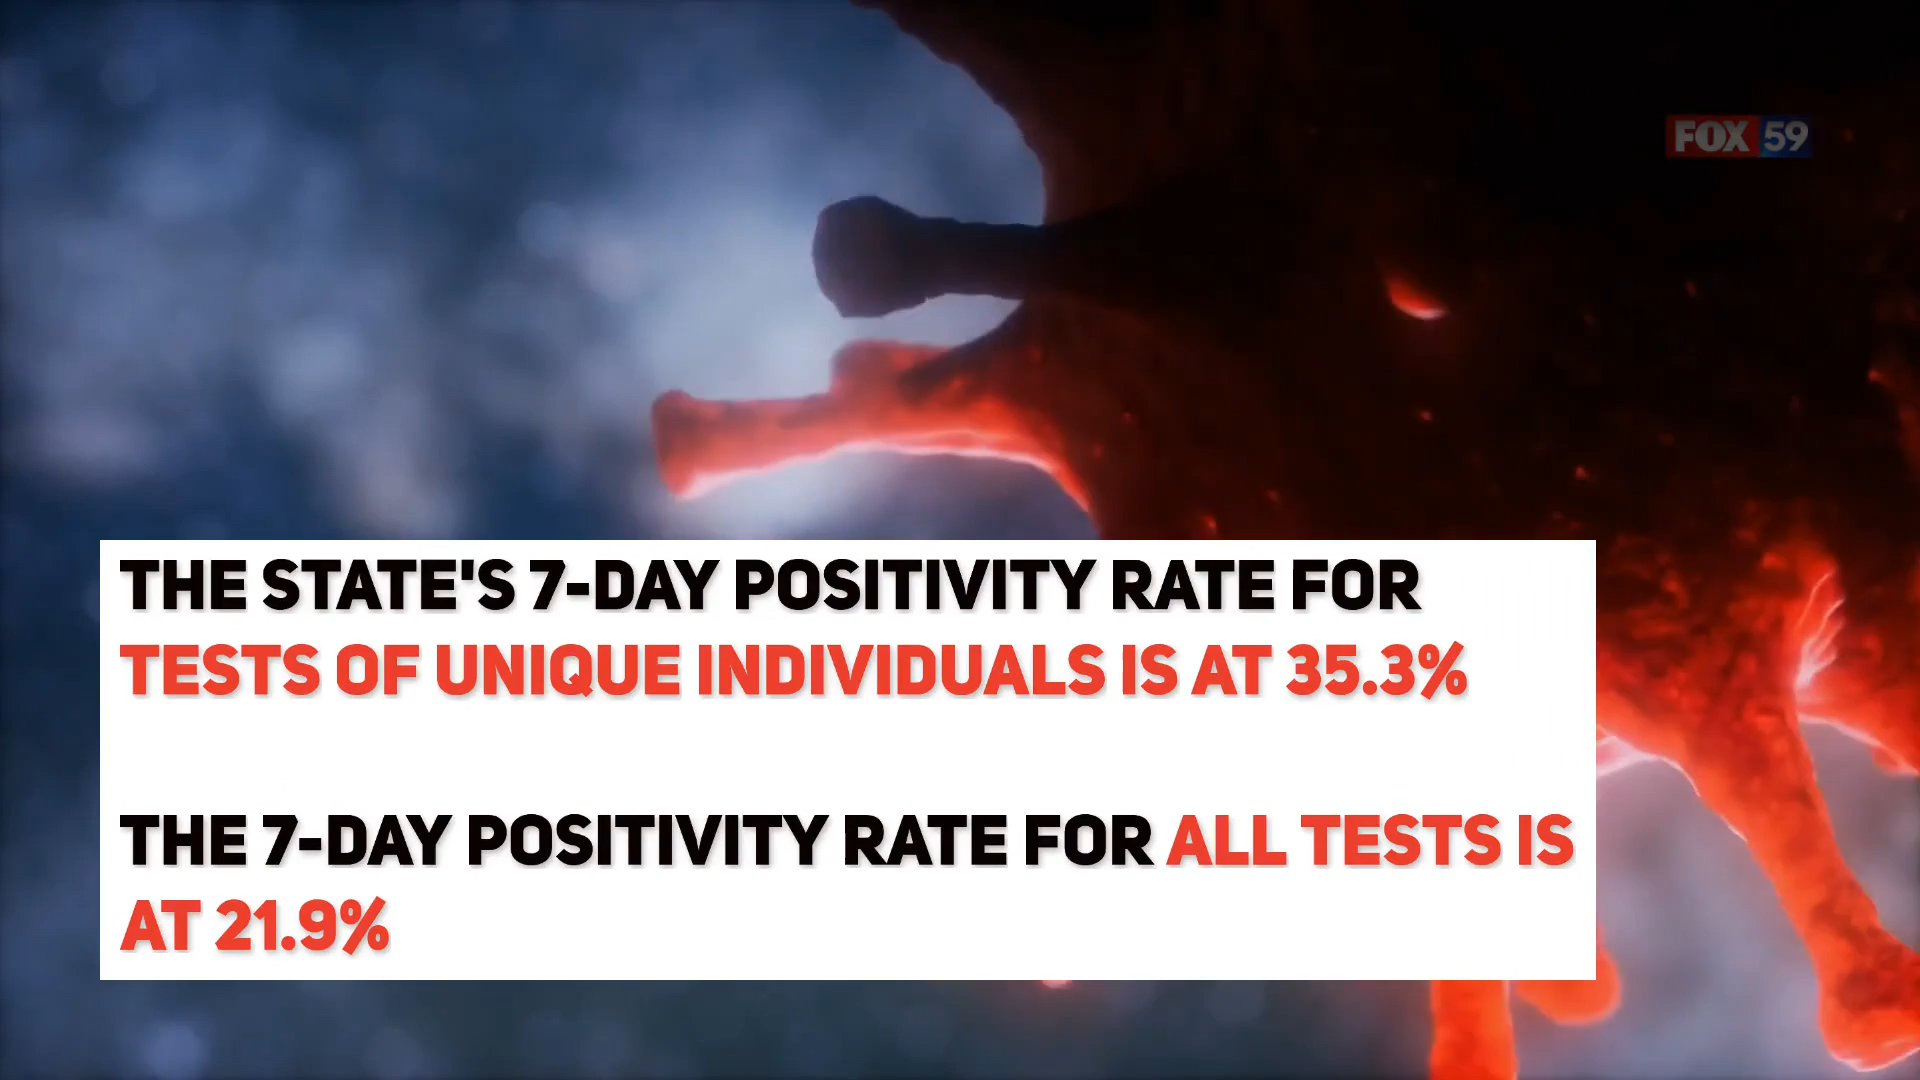 FOX 59
THE STATE'S 7-DAY POSITIVITY RATE FOR
TESTS OF UNIQUE INDIVIDUALS IS AT 35.3%
THE 7-DAY POSITIVITY RATE FOR ALL TESTS IS
AT 21.9%